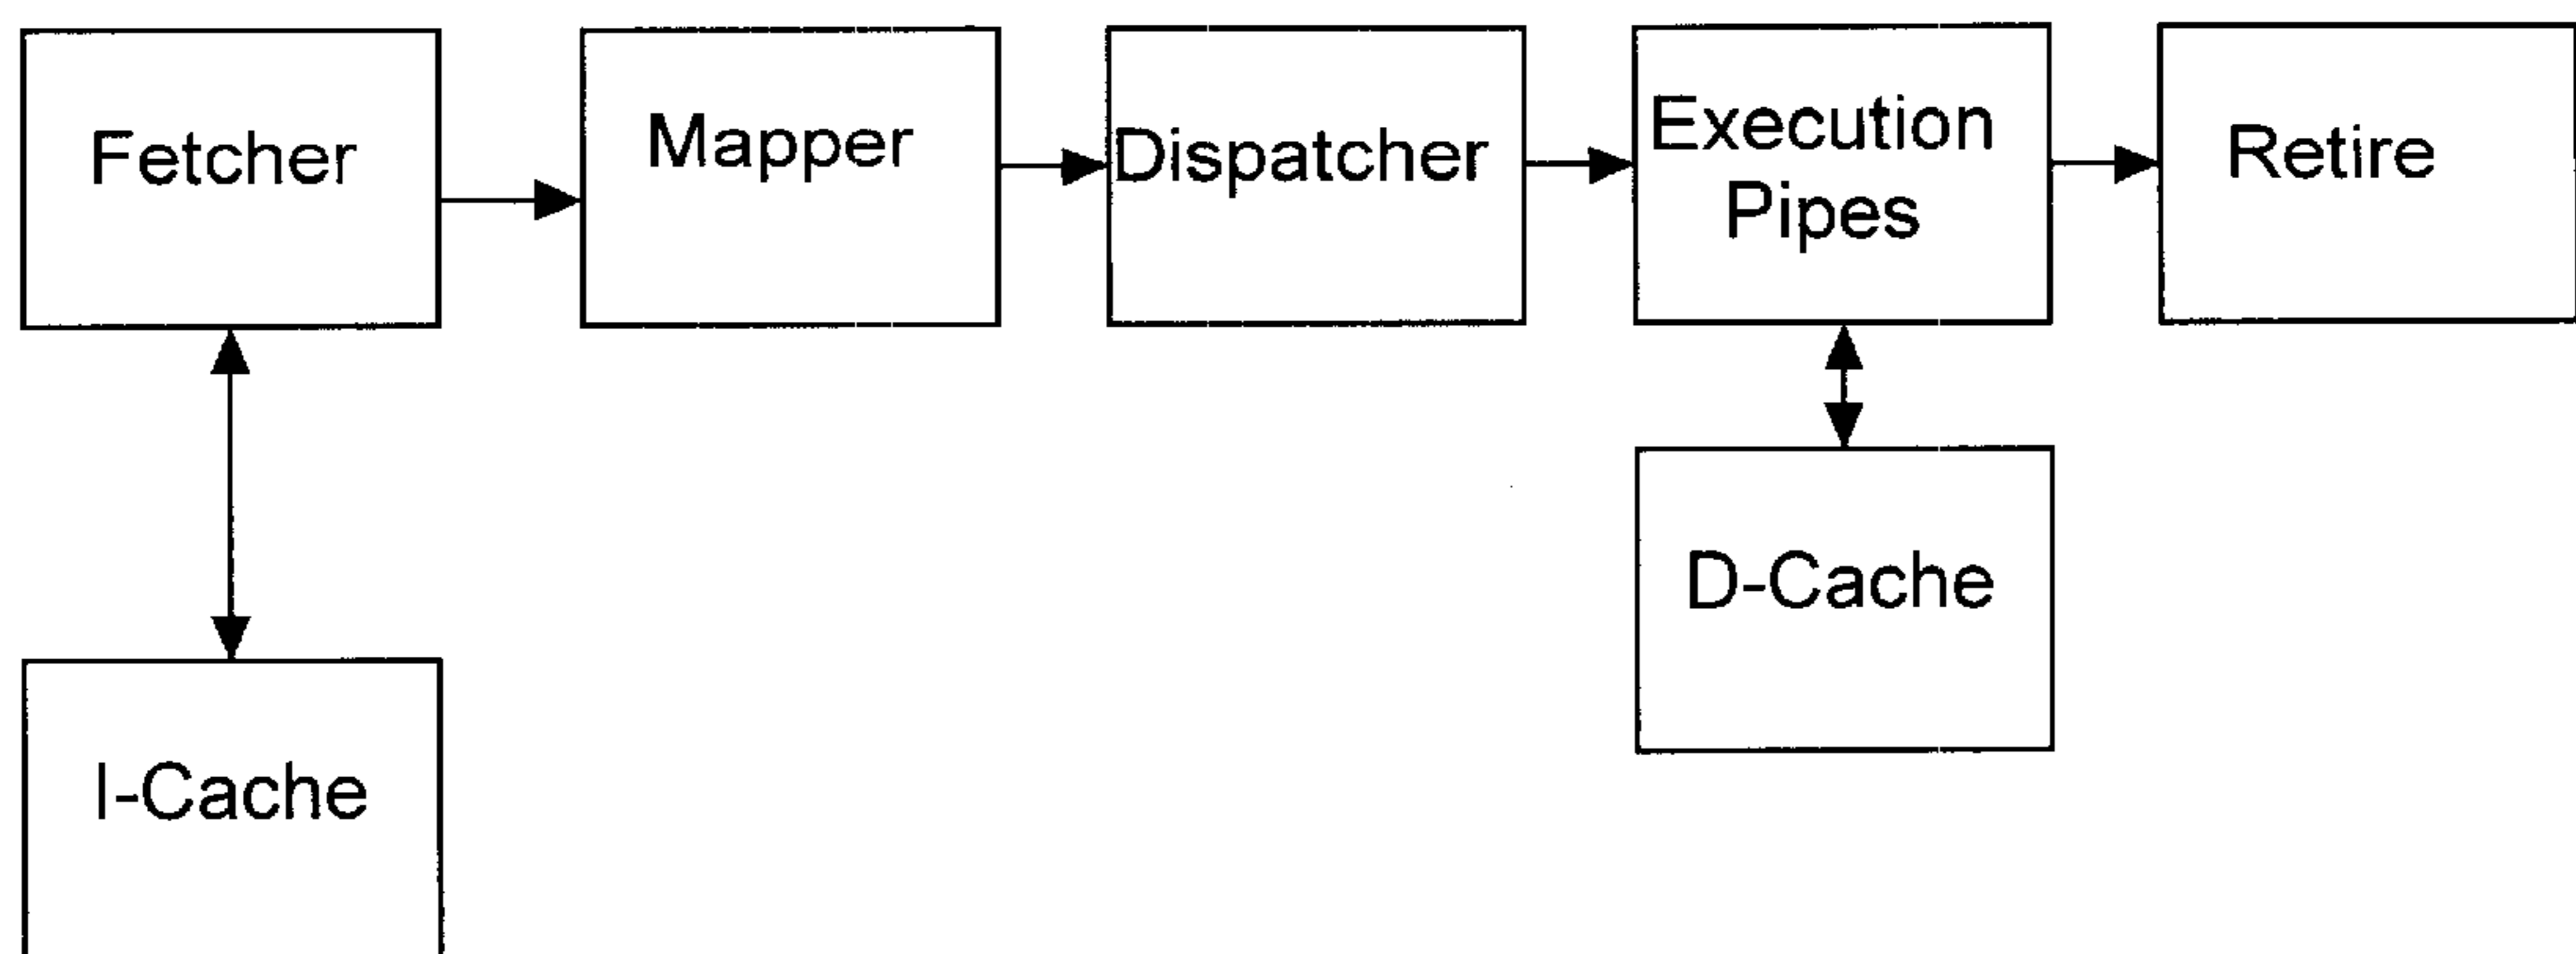 Fetcher
Mapper
Dispatcher
Execution
Pipes
Retire
D-Cache
I-Cache